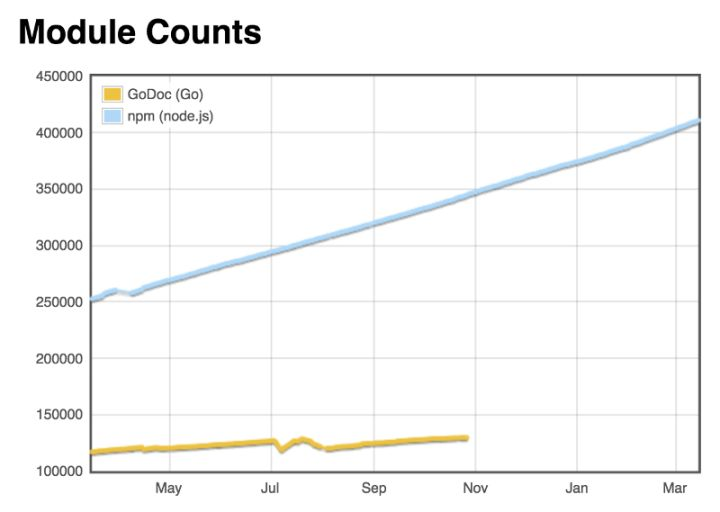 Module Counts
450000
400000
350000
300000
250000
200000
150000
100000
GoDoc (Go)
npm (node.js)
May Jul Sep Nov Jan Mar